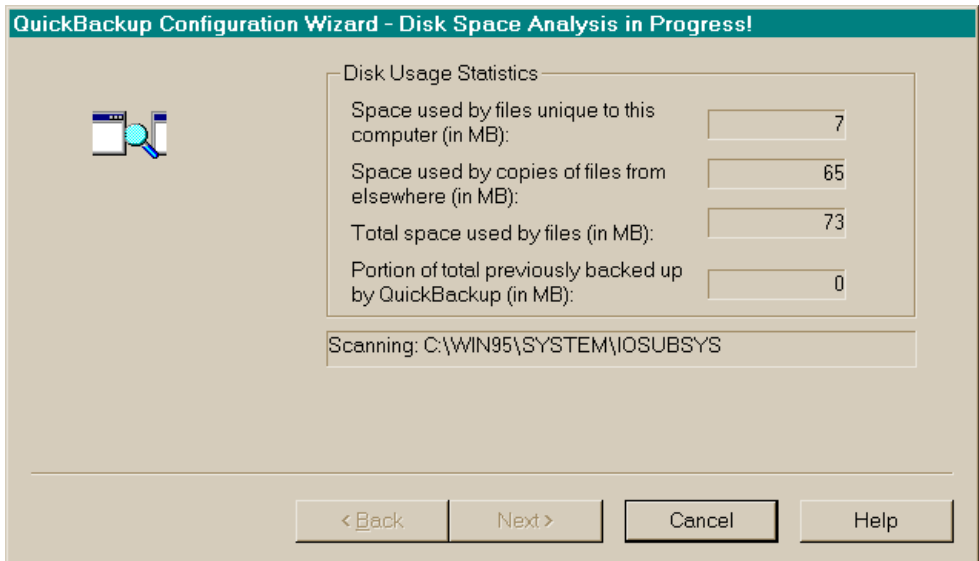 QuickBackup Configuration Wizard - Disk Space Analysis in Progress!
Disk Usage Statistics
Space used by files unique to this
computer (in MB):
7
Space used by copies of files from
elsewhere (in MB):
65
Total space used by files (in MB):
73
Portion of total previously backed up
by QuickBackup (in MB):
0
Scanning: C:\WIN95\SYSTEM\IOSUBSYS
< Back
Next >
Cancel
Help